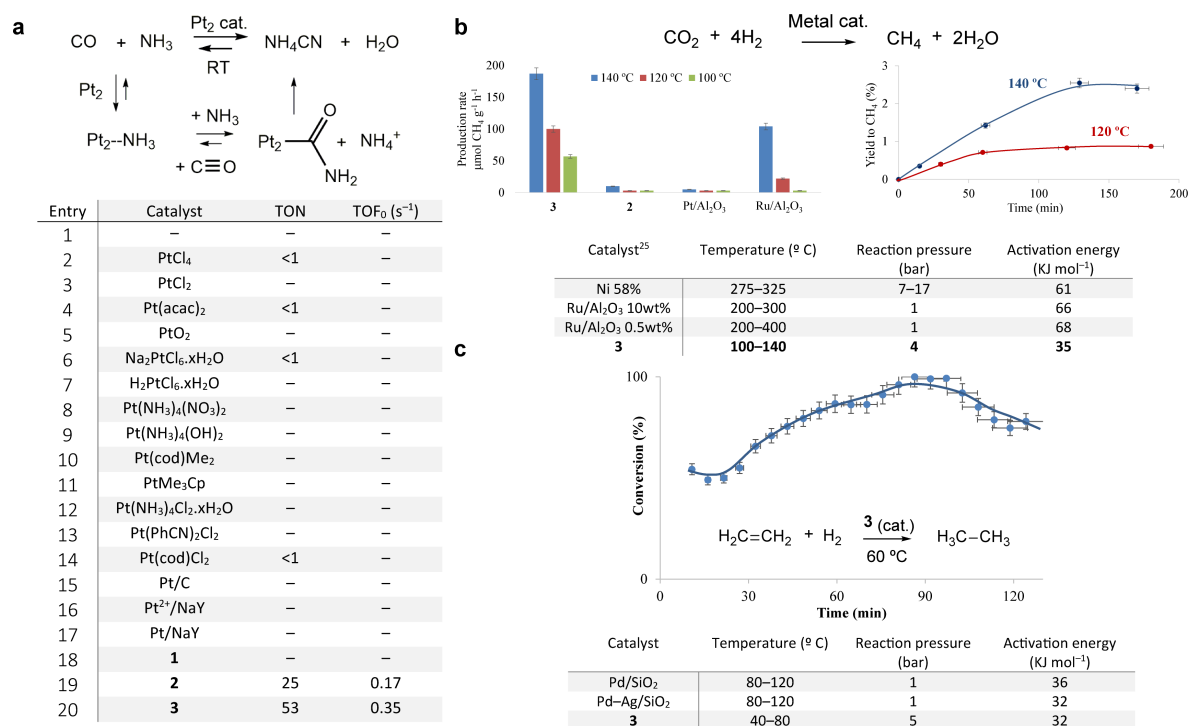 a
CO + NH3 Pt2 cat. NH4CN + H2O
RT
Pt2
+ NH3
Pt2--NH3
+ C≡O
Pt2 O + NH4+
NH2
Entry Catalyst TON TOF0 (s–1)
1 – – –
2 PtCl4 <1 –
3 PtCl2 – –
4 Pt(acac)2 <1 –
5 PtO2 – –
6 Na2PtCl6.xH2O <1 –
7 H2PtCl6.xH2O – –
8 Pt(NH3)4(NO3)2 – –
9 Pt(NH3)4(OH)2 – –
10 Pt(cod)Me2 – –
11 PtMe3Cp – –
12 Pt(NH3)4Cl2.xH2O – –
13 Pt(PhCN)2Cl2 – –
14 Pt(cod)Cl2 <1 –
15 Pt/C – –
16 Pt2+/NaY – –
17 Pt/NaY – –
18 1 – –
19 2 25 0.17
20 3 53 0.35
b
CO2 + 4H2 Metal cat. CH4 + 2H2O
Production rate
μmol CH4 g-1 h-1
200
150
100
50
0
140 ºC 120 ºC 100 ºC
3 2 Pt/Al2O3 Ru/Al2O3
Yield to CH4 (%)
3
2
1
0
140 ºC
120 ºC
0 50 100 150 200
Time (min)
Catalyst25 Temperature (º C) Reaction pressure (bar) Activation energy (KJ mol–1)
Ni 58% 275–325 7–17 61
Ru/Al2O3 10wt% 200–300 1 66
Ru/Al2O3 0.5wt% 200–400 1 68
3 100–140 4 35
c
Conversion (%)
100
0
H2C=CH2 + H2 3 (cat.) H3C–CH3
60 ºC
0 30 60 90 120
Time (min)
Catalyst Temperature (º C) Reaction pressure (bar) Activation energy (KJ mol–1)
Pd/SiO2 80–120 1 36
Pd–Ag/SiO2 80–120 1 32
3 40–80 5 32